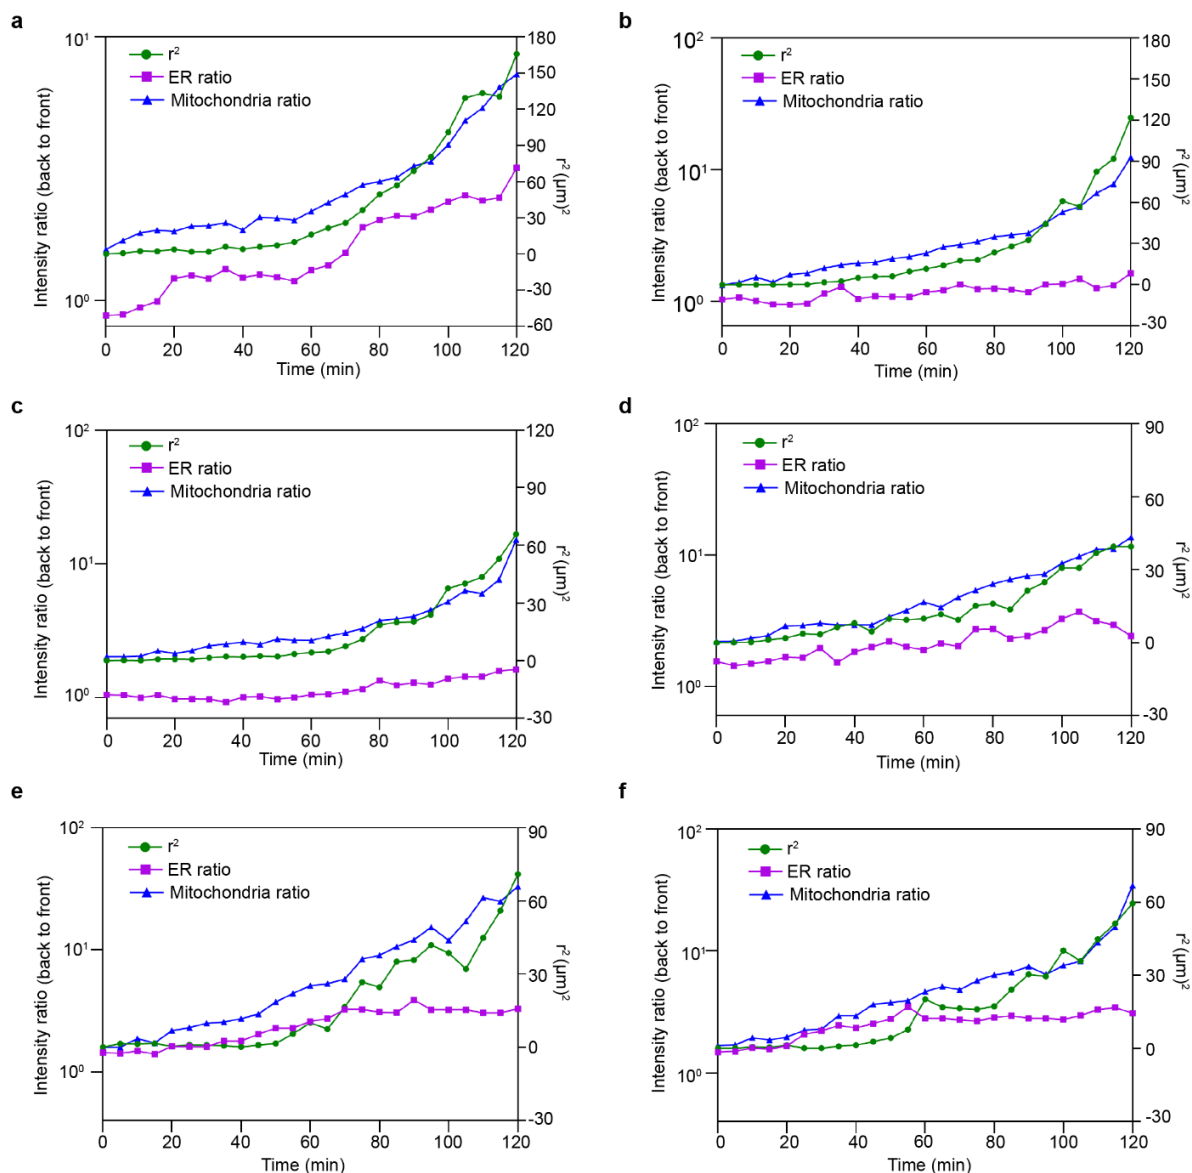 a
Intensity ratio (back to front)
10¹
10⁰
r²
ER ratio
Mitochondria ratio
180
150
120
90
60
30
0
-30
-60
r² (μm)²
0 20 40 60 80 100 120
Time (min)
b
Intensity ratio (back to front)
10²
10¹
10⁰
r²
ER ratio
Mitochondria ratio
180
150
120
90
60
30
0
-30
r² (μm)²
0 20 40 60 80 100 120
Time (min)
c
Intensity ratio (back to front)
10²
10¹
10⁰
r²
ER ratio
Mitochondria ratio
120
90
60
30
0
-30
r² (μm)²
0 20 40 60 80 100 120
Time (min)
d
Intensity ratio (back to front)
10²
10¹
10⁰
r²
ER ratio
Mitochondria ratio
90
60
30
0
-30
r² (μm)²
0 20 40 60 80 100 120
Time (min)
e
Intensity ratio (back to front)
10²
10¹
10⁰
r²
ER ratio
Mitochondria ratio
90
60
30
0
-30
r² (μm)²
0 20 40 60 80 100 120
Time (min)
f
Intensity ratio (back to front)
10²
10¹
10⁰
r²
ER ratio
Mitochondria ratio
90
60
30
0
-30
r² (μm)²
0 20 40 60 80 100 120
Time (min)